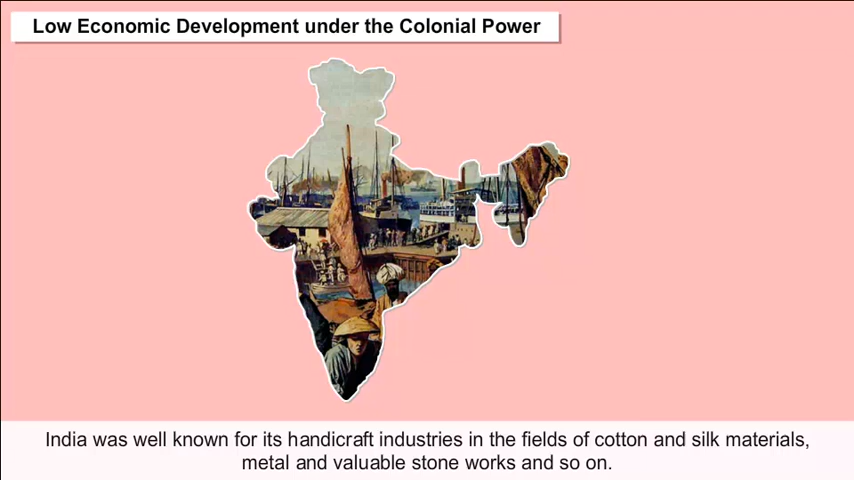 Low Economic Development under the Colonial Power
India was well known for its handicraft industries in the fields of cotton and silk materials,
metal and valuable stone works and so on.